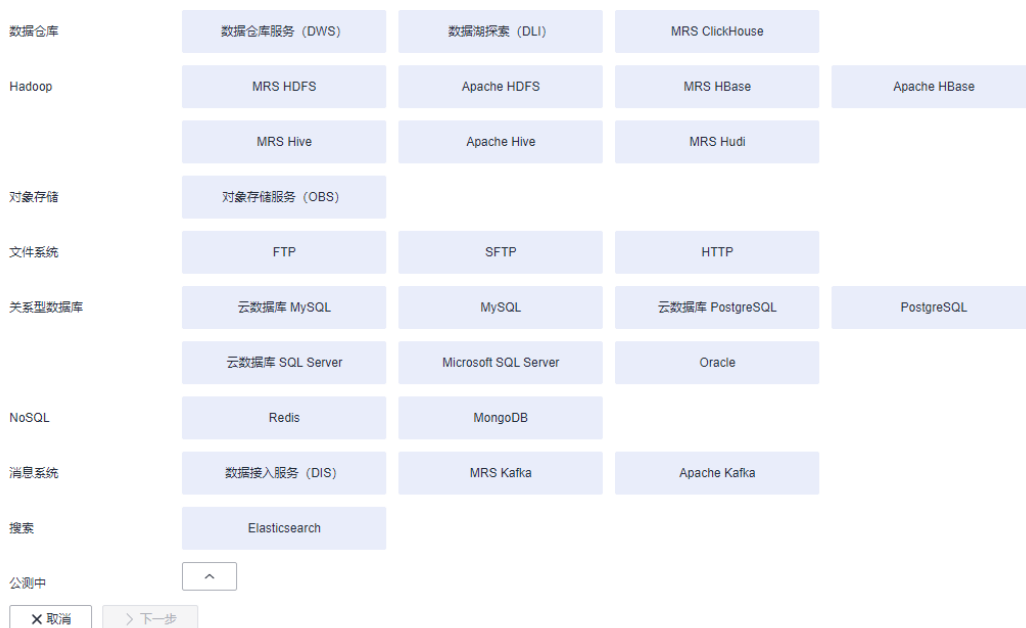 数据仓库 数据仓库服务（DWS） 数据湖探索（DLI） MRS ClickHouse
Hadoop MRS HDFS Apache HDFS MRS HBase Apache HBase
MRS Hive Apache Hive MRS Hudi
对象存储 对象存储服务（OBS）
文件系统 FTP SFTP HTTP
关系型数据库 云数据库 MySQL MySQL 云数据库 PostgreSQL PostgreSQL
云数据库 SQL Server Microsoft SQL Server Oracle
NoSQL Redis MongoDB
消息系统 数据接入服务（DIS） MRS Kafka Apache Kafka
搜索 Elasticsearch
公测中
取消 下一步